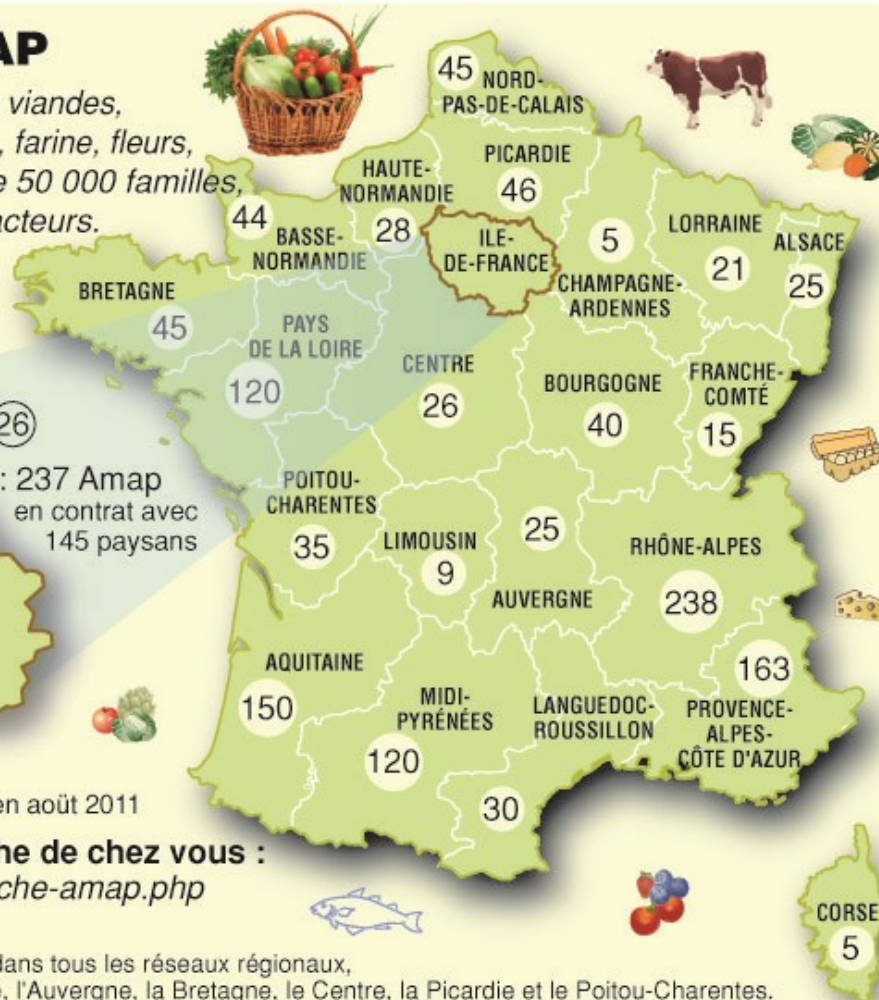 AP
viandes,
, farine, fleurs,
e 50 000 familles,
acteurs.
45
NORD-
PAS-DE-CALAIS
PICARDIE
46
HAUTE-
NORMANDIE
28
44
BASSE-
NORMANDIE
ILE-
DE-FRANCE
5
CHAMPAGNE-
ARDENNES
LORRAINE
21
ALSACE
25
BRETAGNE
45
PAYS
DE LA LOIRE
120
CENTRE
26
BOURGOGNE
40
FRANCHE-
COMTÉ
15
26
: 237 Amap
en contrat avec
145 paysans
POITOU-
CHARENTES
35
LIMOUSIN
9
25
AUVERGNE
RHÔNE-ALPES
238
AQUITAINE
150
MIDI-
PYRÉNÉES
120
LANGUEDOC-
ROUSSILLON
30
163
PROVENCE-
ALPES-
CÔTE D'AZUR
en août 2011
he de chez vous :
che-amap.php
CORSE
5
dans tous les réseaux régionaux,
, l'Auvergne, la Bretagne, le Centre, la Picardie et le Poitou-Charentes.